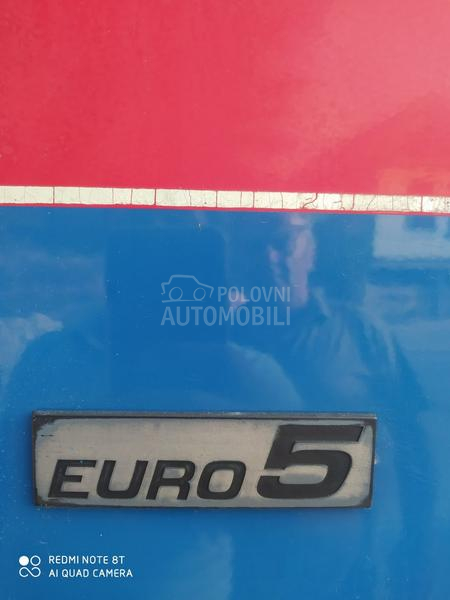 POLOVNI
AUTOMOBILI
EURO 5
REDMI NOTE 8T
AI QUAD CAMERA